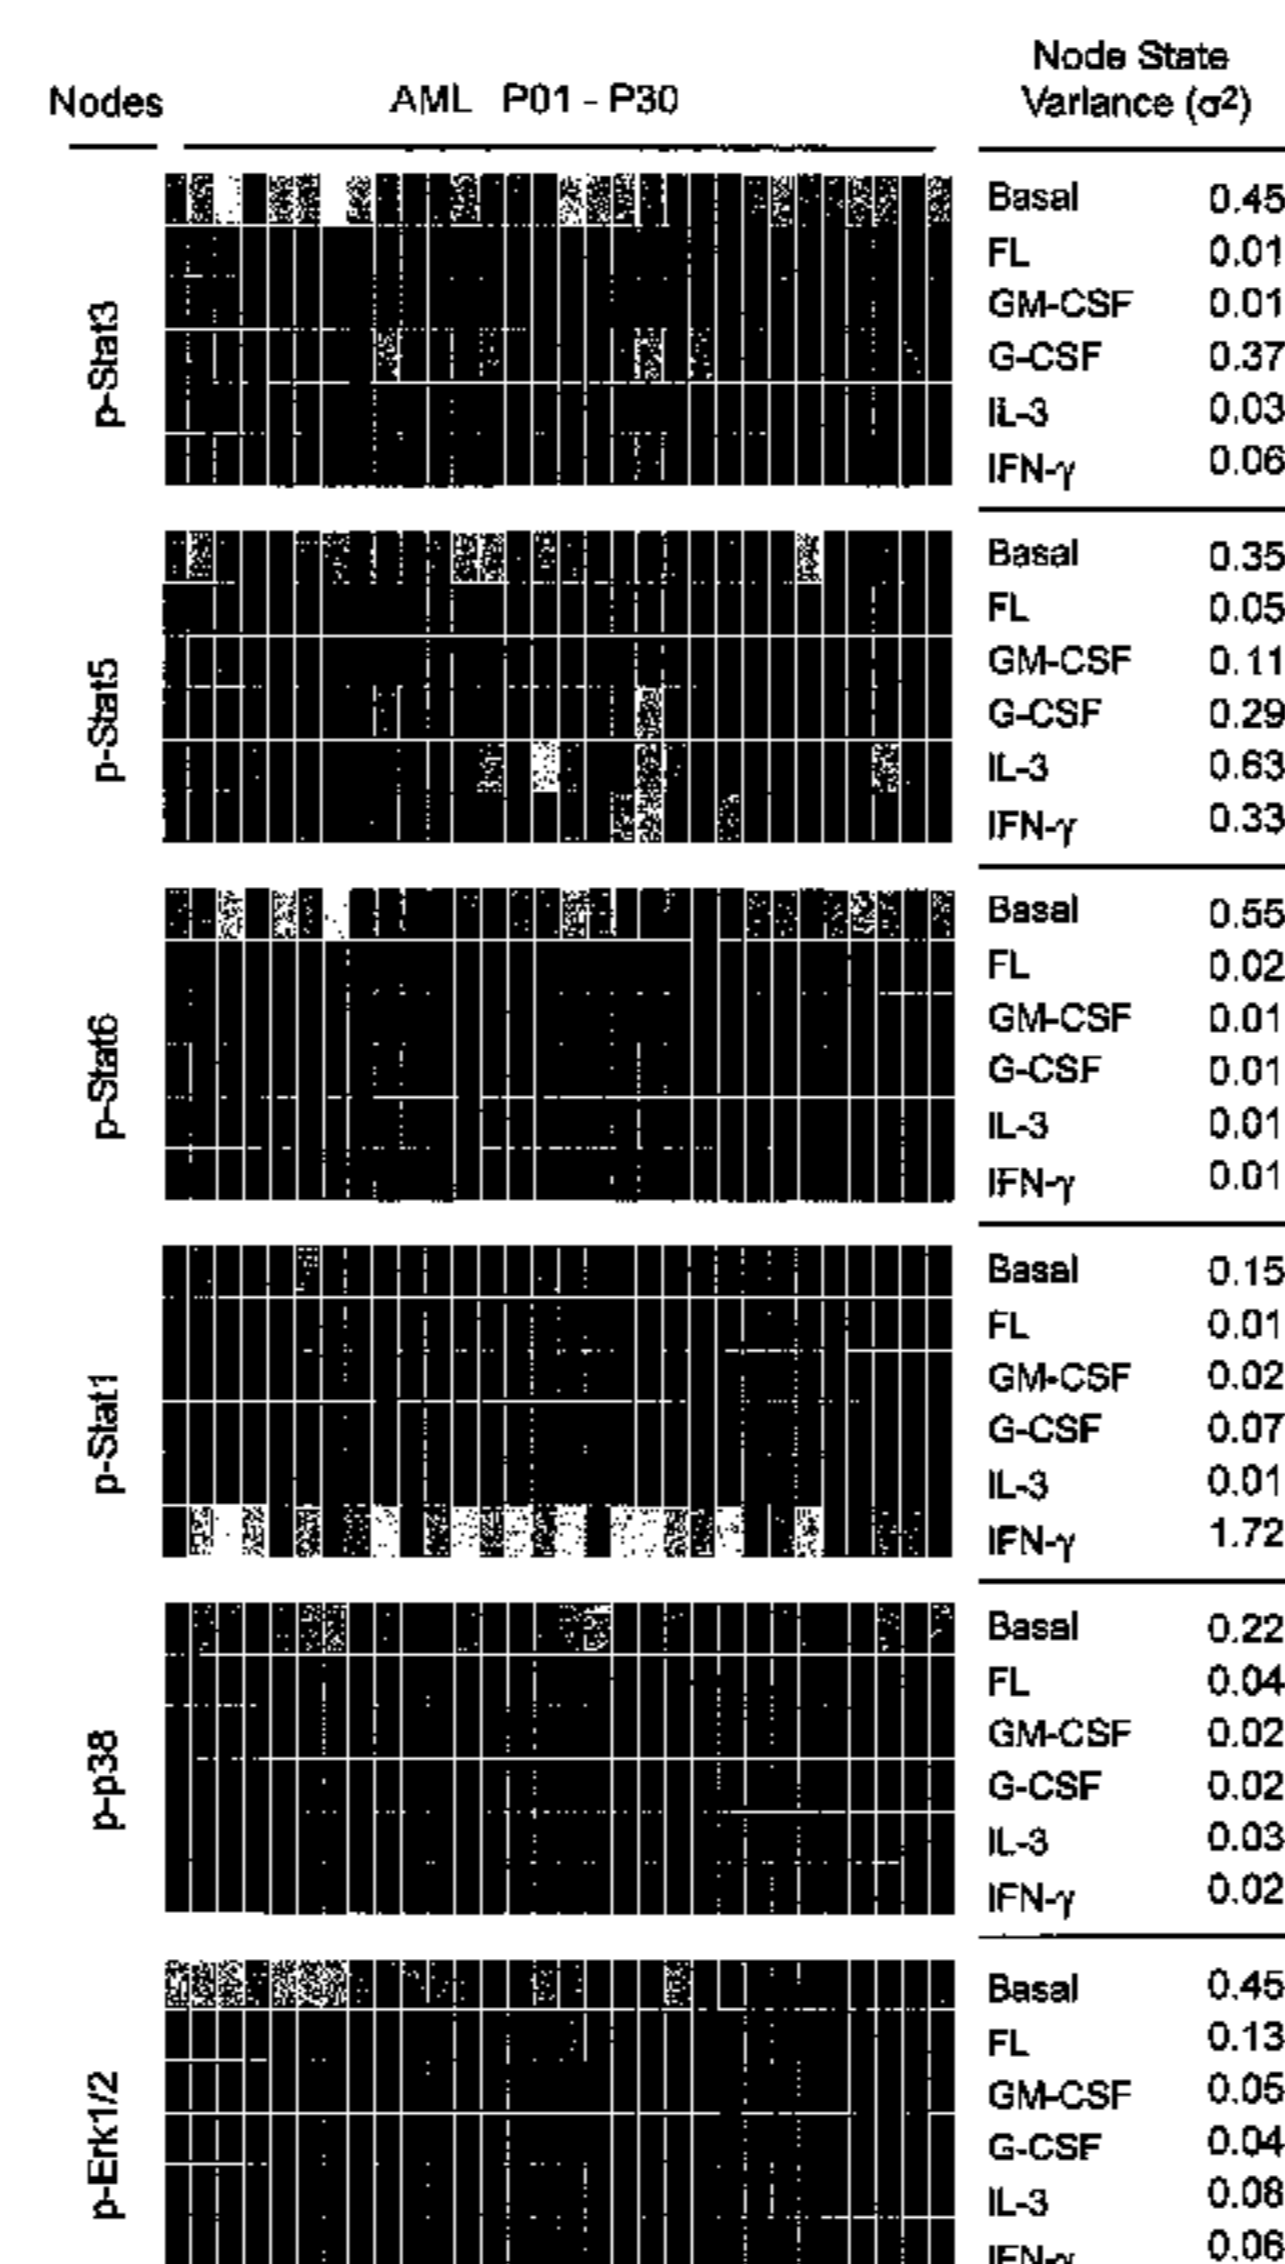 Nodes AML P01 - P30 Node State
Variance (σ²)
p-Stat3
Basal 0.45
FL 0.01
GM-CSF 0.01
G-CSF 0.37
IL-3 0.03
IFN-γ 0.06
p-Stat5
Basal 0.35
FL 0.05
GM-CSF 0.11
G-CSF 0.29
IL-3 0.63
IFN-γ 0.33
p-Stat6
Basal 0.55
FL 0.02
GM-CSF 0.01
G-CSF 0.01
IL-3 0.01
IFN-γ 0.01
p-Stat1
Basal 0.15
FL 0.01
GM-CSF 0.02
G-CSF 0.07
IL-3 0.01
IFN-γ 1.72
p-p38
Basal 0.22
FL 0.04
GM-CSF 0.02
G-CSF 0.02
IL-3 0.03
IFN-γ 0.02
p-Erk1/2
Basal 0.45
FL 0.13
GM-CSF 0.05
G-CSF 0.04
IL-3 0.08
IFN-γ 0.06